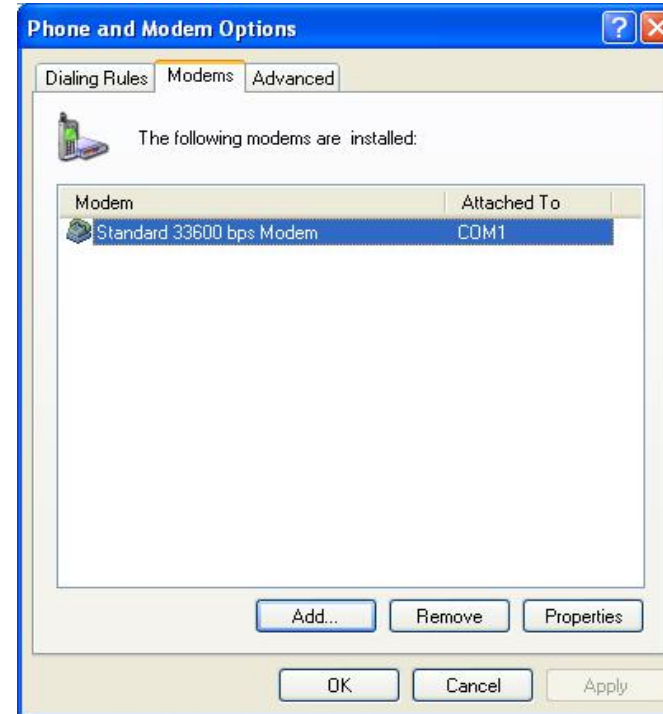 Phone and Modem Options
Dialing Rules Modems Advanced
The following modems are installed:
Modem Attached To
Standard 33600 bps Modem COM1
Add... Remove Properties
OK Cancel Apply